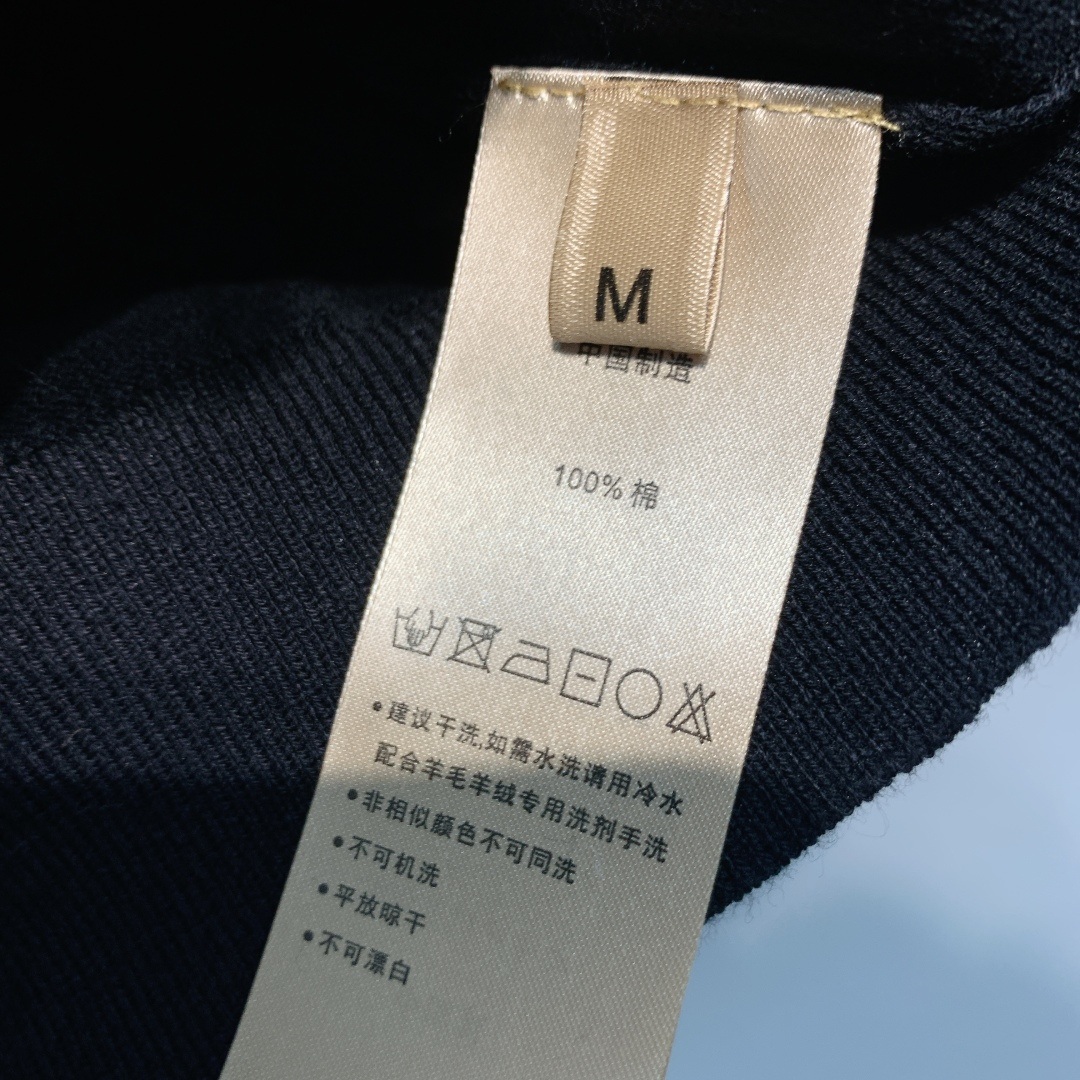 M
中国制造
100% 棉
•建议干洗,如需水洗请用冷水
配合羊毛羊绒专用洗剂手洗
•非相似颜色不可同洗
•不可机洗
•平放晾干
•不可漂白